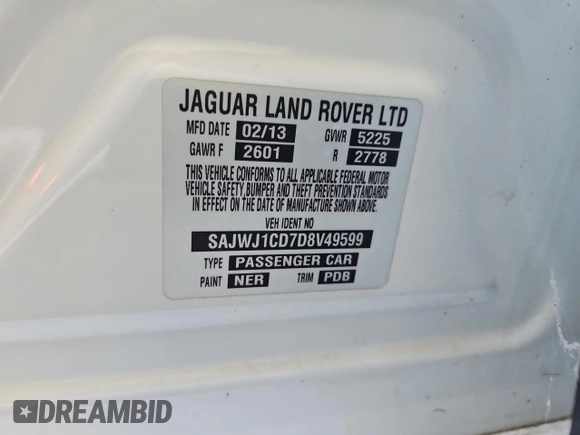 JAGUAR LAND ROVER LTD
MFD DATE 02/13 GVWR 5225
GAWR F 2601 R 2778
THIS VEHICLE CONFORMS TO ALL APPLICABLE FEDERAL MOTOR
VEHICLE SAFETY, BUMPER AND THEFT PREVENTION STANDARDS
IN EFFECT ON THE DATE OF MANUFACTURE SHOWN ABOVE.
VEH IDENT NO
SAJWJ1CD7D8V49599
TYPE PASSENGER CAR
PAINT NER TRIM PDB
DREAMBID